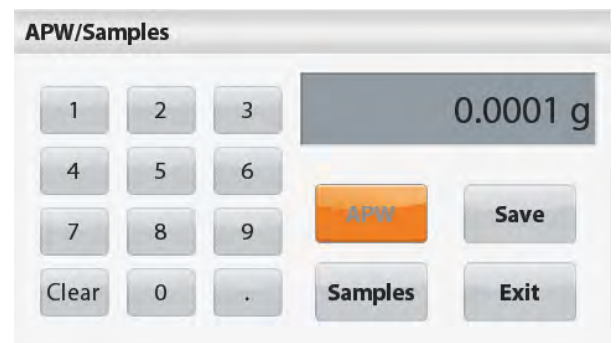 APW/Samples
0.0001 g
1 2 3
4 5 6
7 8 9
Clear 0 .
APW Save
Samples Exit